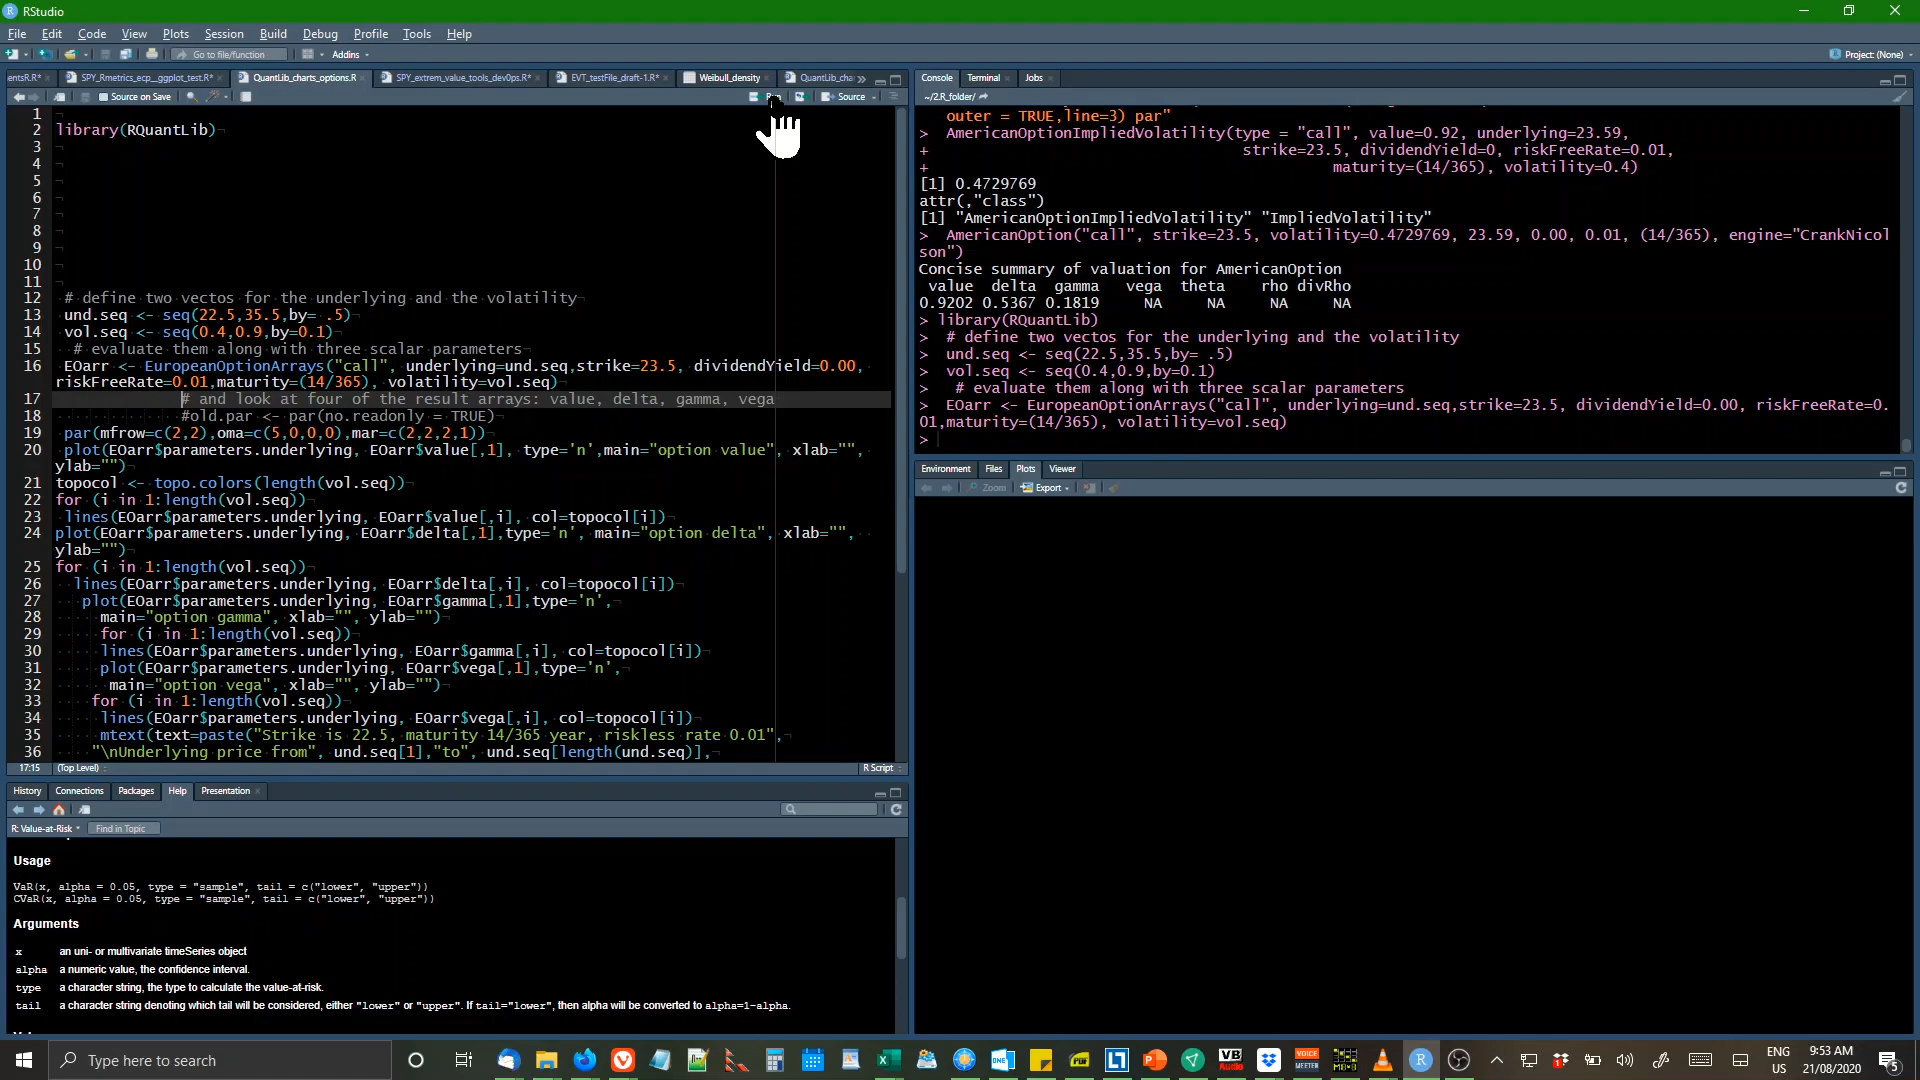 RStudio
File Edit Code View Plots Session Build Debug Profile Tools Help
Go to file/function Addins Project: (None)
entsR.R* SPY_Rmetrics_ecp__ggplot_test.R* QuantLib_charts_options.R SPY_extrem_value_tools_dev0ps.R* EVT_testFile_draft-1.R* Weibull_density QuantLib_cha
Source on Save Source
1
2 library(RQuantLib)
3
4
5
6
7
8
9
10
11
12 # define two vectos for the underlying and the volatility
13 und.seq <- seq(22.5,35.5,by= .5)
14 vol.seq <- seq(0.4,0.9,by=0.1)
15 # evaluate them along with three scalar parameters
16 EOarr <- EuropeanOptionArrays("call", underlying=und.seq,strike=23.5, dividendYield=0.00,
riskFreeRate=0.01,maturity=(14/365), volatility=vol.seq)
17 # and look at four of the result arrays: value, delta, gamma, vega
18 #old.par <- par(no.readonly = TRUE)
19 par(mfrow=c(2,2),oma=c(5,0,0,0),mar=c(2,2,2,1))
20 plot(EOarr$parameters.underlying, EOarr$value[,1], type='n',main="option value", xlab="",
ylab="")
21 topocol <- topo.colors(length(vol.seq))
22 for (i in 1:length(vol.seq))
23 lines(EOarr$parameters.underlying, EOarr$value[,i], col=topocol[i])
24 plot(EOarr$parameters.underlying, EOarr$delta[,1],type='n', main="option delta", xlab="",
ylab="")
25 for (i in 1:length(vol.seq))
26 lines(EOarr$parameters.underlying, EOarr$delta[,i], col=topocol[i])
27 plot(EOarr$parameters.underlying, EOarr$gamma[,1],type='n',
28 main="option gamma", xlab="", ylab="")
29 for (i in 1:length(vol.seq))
30 lines(EOarr$parameters.underlying, EOarr$gamma[,i], col=topocol[i])
31 plot(EOarr$parameters.underlying, EOarr$vega[,1],type='n',
32 main="option vega", xlab="", ylab="")
33 for (i in 1:length(vol.seq))
34 lines(EOarr$parameters.underlying, EOarr$vega[,i], col=topocol[i])
35 mtext(text=paste("Strike is 22.5, maturity 14/365 year, riskless rate 0.01",
36 "\nUnderlying price from", und.seq[1],"to", und.seq[length(und.seq)],
17:15 (Top Level) R Script
History Connections Packages Help Presentation
R: Value-at-Risk Find in Topic
Usage
VaR(x, alpha = 0.05, type = "sample", tail = c("lower", "upper"))
CVaR(x, alpha = 0.05, type = "sample", tail = c("lower", "upper"))
Arguments
x an uni- or multivariate timeSeries object
alpha a numeric value, the confidence interval.
type a character string, the type to calculate the value-at-risk.
tail a character string denoting which tail will be considered, either "lower" or "upper". If tail="lower", then alpha will be converted to alpha=1-alpha.
Console Terminal Jobs
~/2.R_folder/
outer = TRUE,line=3) par"
> AmericanOptionImpliedVolatility(type = "call", value=0.92, underlying=23.59,
+ strike=23.5, dividendYield=0, riskFreeRate=0.01,
+ maturity=(14/365), volatility=0.4)
[1] 0.4729769
attr(,"class")
[1] "AmericanOptionImpliedVolatility" "ImpliedVolatility"
> AmericanOption("call", strike=23.5, volatility=0.4729769, 23.59, 0.00, 0.01, (14/365), engine="CrankNicol
son")
Concise summary of valuation for AmericanOption
value delta gamma vega theta rho divRho
0.9202 0.5367 0.1819 NA NA NA NA
> library(RQuantLib)
> # define two vectos for the underlying and the volatility
> und.seq <- seq(22.5,35.5,by= .5)
> vol.seq <- seq(0.4,0.9,by=0.1)
> # evaluate them along with three scalar parameters
> EOarr <- EuropeanOptionArrays("call", underlying=und.seq,strike=23.5, dividendYield=0.00, riskFreeRate=0.
01,maturity=(14/365), volatility=vol.seq)
>
Environment Files Plots Viewer
Zoom Export
Type here to search
ENG
US
9:53 AM
21/08/2020
5